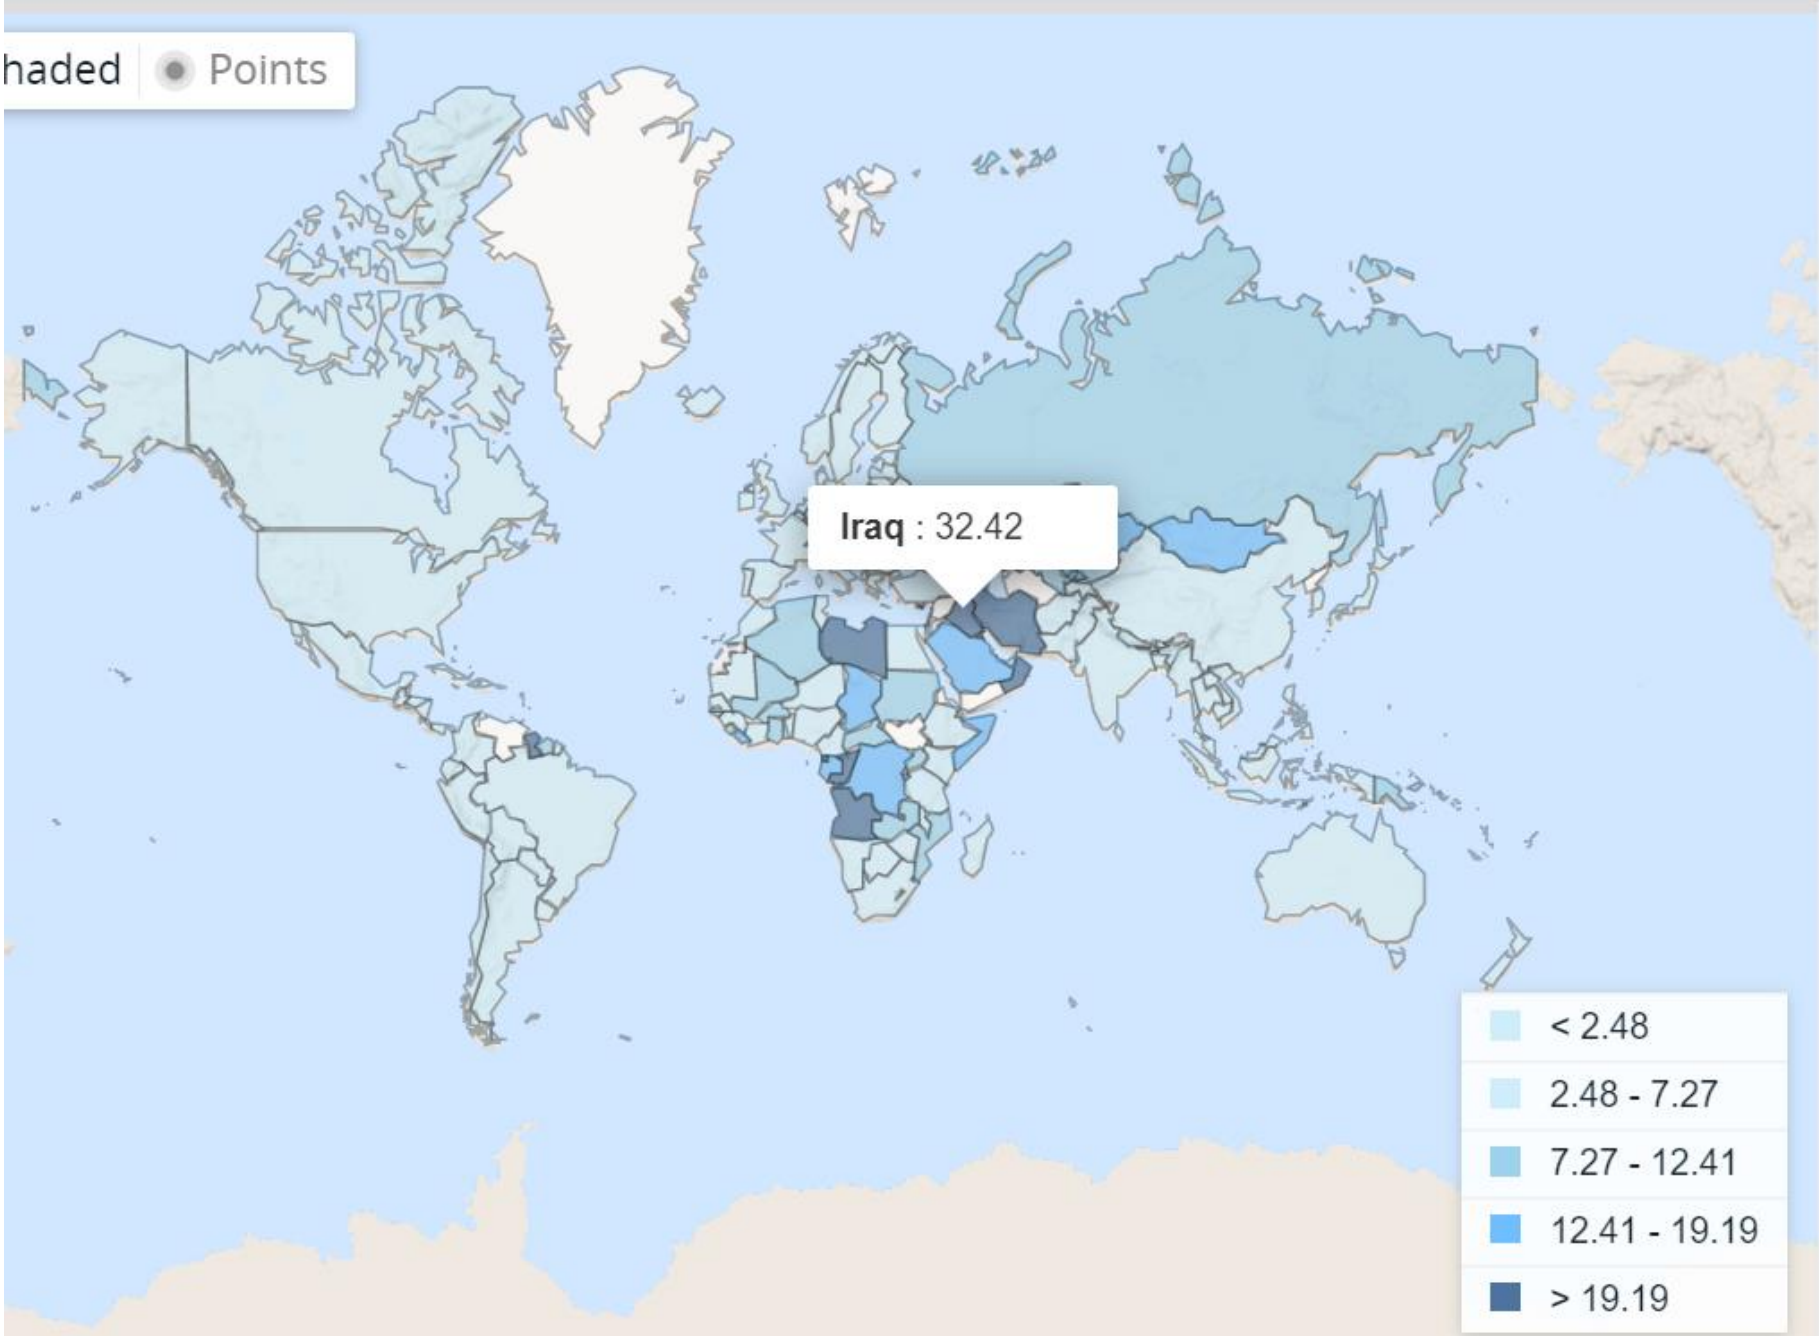 haded
Points
Iraq : 32.42
< 2.48
2.48 - 7.27
7.27 - 12.41
12.41 - 19.19
> 19.19